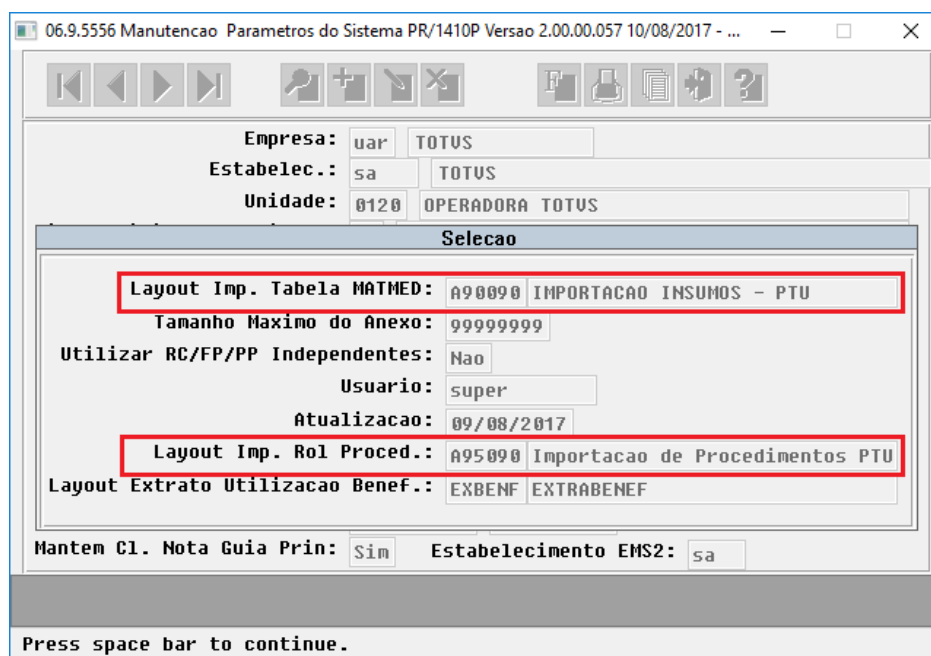 06.9.5556 Manutencao Parametros do Sistema PR/1410P Versao 2.00.00.057 10/08/2017 - ...
Empresa: uar TOTVS
Estabelec.: sa TOTVS
Unidade: 0120 OPERADORA TOTVS
Selecao
Layout Imp. Tabela MATMED: A90090 IMPORTACAO INSUMOS - PTU
Tamanho Maximo do Anexo: 99999999
Utilizar RC/FP/PP Independentes: Nao
Usuario: super
Atualizacao: 09/08/2017
Layout Imp. Rol Proced.: A95090 Importacao de Procedimentos PTU
Layout Extrato Utilizacao Benef.: EXBENF EXTRABENEF
Mantem Cl. Nota Guia Prin: Sim Estabelecimento EMS2: sa
Press space bar to continue.